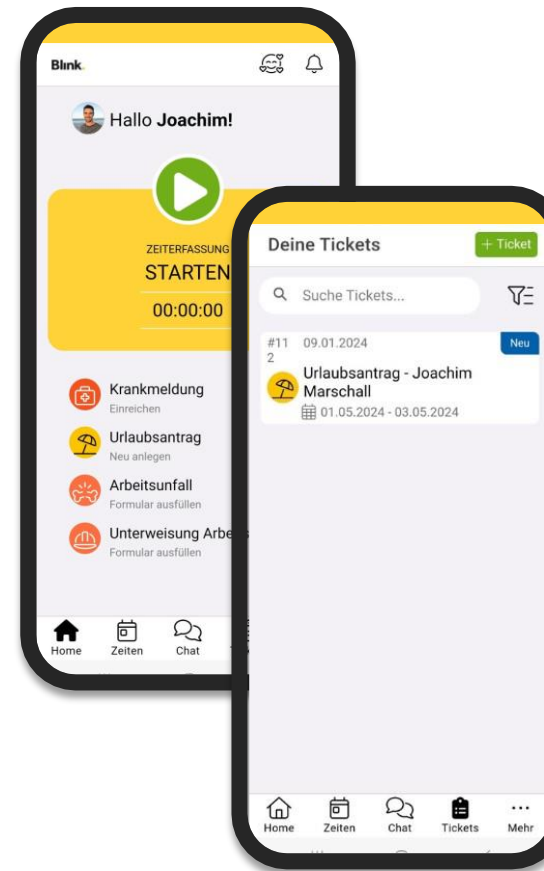 Blink.
Hallo Joachim!
ZEITERFASSUNG
STARTEN
00:00:00
Krankmeldung
Einreichen
Urlaubsantrag
Neu anlegen
Arbeitsunfall
Formular ausfüllen
Unterweisung Arbe
Formular ausfüllen
Home Zeiten Chat
Deine Tickets + Ticket
Suche Tickets...
#11 09.01.2024 Neu
2
Urlaubsantrag - Joachim
Marschall
01.05.2024 - 03.05.2024
Home Zeiten Chat Tickets Mehr